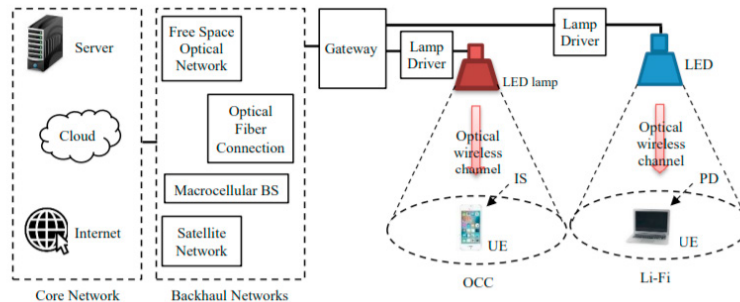 Server
Cloud
Internet
Core Network
Free Space
Optical
Network
Optical
Fiber
Connection
Macrocellular BS
Satellite
Network
Backhaul Networks
Gateway
Lamp
Driver
LED lamp
Optical
wireless
channel
IS
UE
OCC
Lamp
Driver
LED
Optical
wireless
channel
PD
UE
Li-Fi